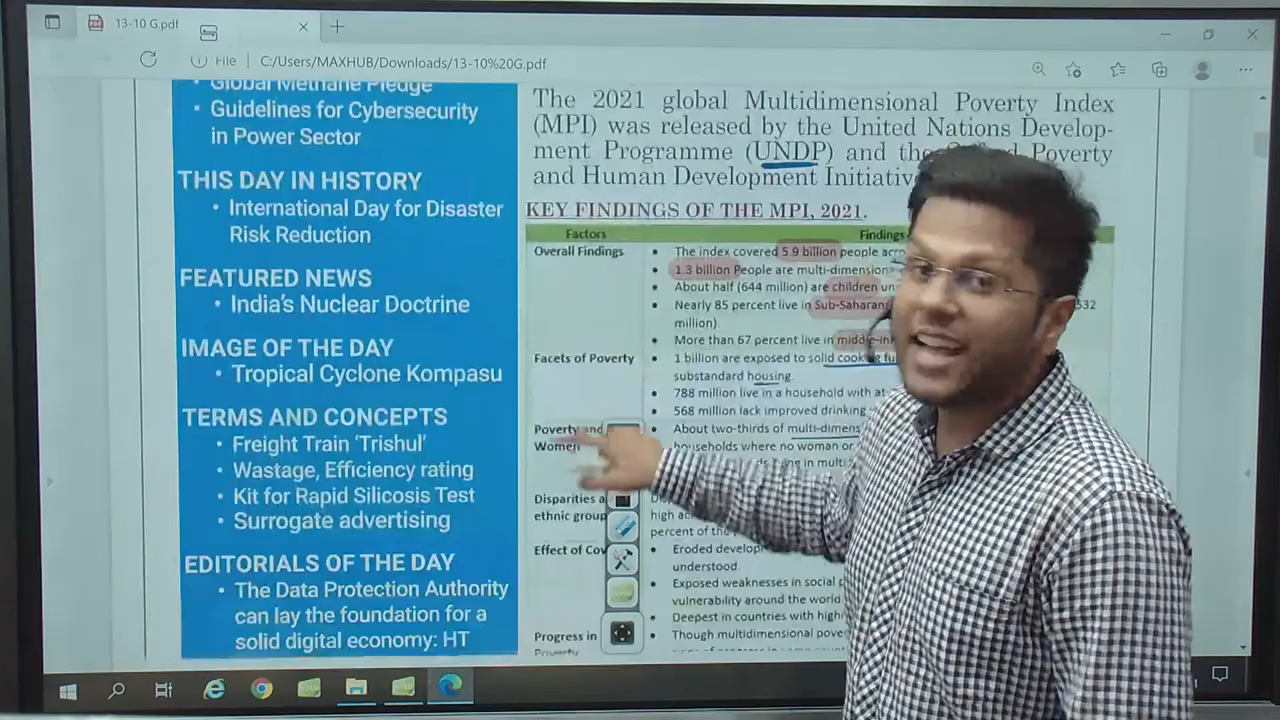 13-10 G.pdf
File
C:/Users/MAXHUB/Downloads/13-10%20G.pdf
• Global Methane Pledge
• Guidelines for Cybersecurity
in Power Sector
THIS DAY IN HISTORY
• International Day for Disaster
Risk Reduction
FEATURED NEWS
• India's Nuclear Doctrine
IMAGE OF THE DAY
• Tropical Cyclone Kompasu
TERMS AND CONCEPTS
• Freight Train ‘Trishul’
• Wastage, Efficiency rating
• Kit for Rapid Silicosis Test
• Surrogate advertising
EDITORIALS OF THE DAY
• The Data Protection Authority
can lay the foundation for a
solid digital economy: HT
The 2021 global Multidimensional Poverty Index
(MPI) was released by the United Nations Develop-
ment Programme (UNDP) and the Poverty
and Human Development
KEY FINDINGS OF THE MPI, 2021.
Factors Findings
Overall Findings • The index covered 5.9 billion people
• 1.3 billion People are
• About half (644 million) are children
• Nearly 85 percent live in Sub-Saharan 532
million).
• More than 67 percent live in
Facets of Poverty • 1 billion are exposed to solid cooking
substandard housing.
• 788 million live in a household with
• 568 million lack improved drinking
Poverty and • About two-thirds of
Women households where no woman or
living in
Disparities
ethnic
high
percent of
Effect of • Eroded
understood.
• Exposed weaknesses in social
vulnerability around the world
• Deepest in countries with
Progress in • Though multidimensional
Poverty